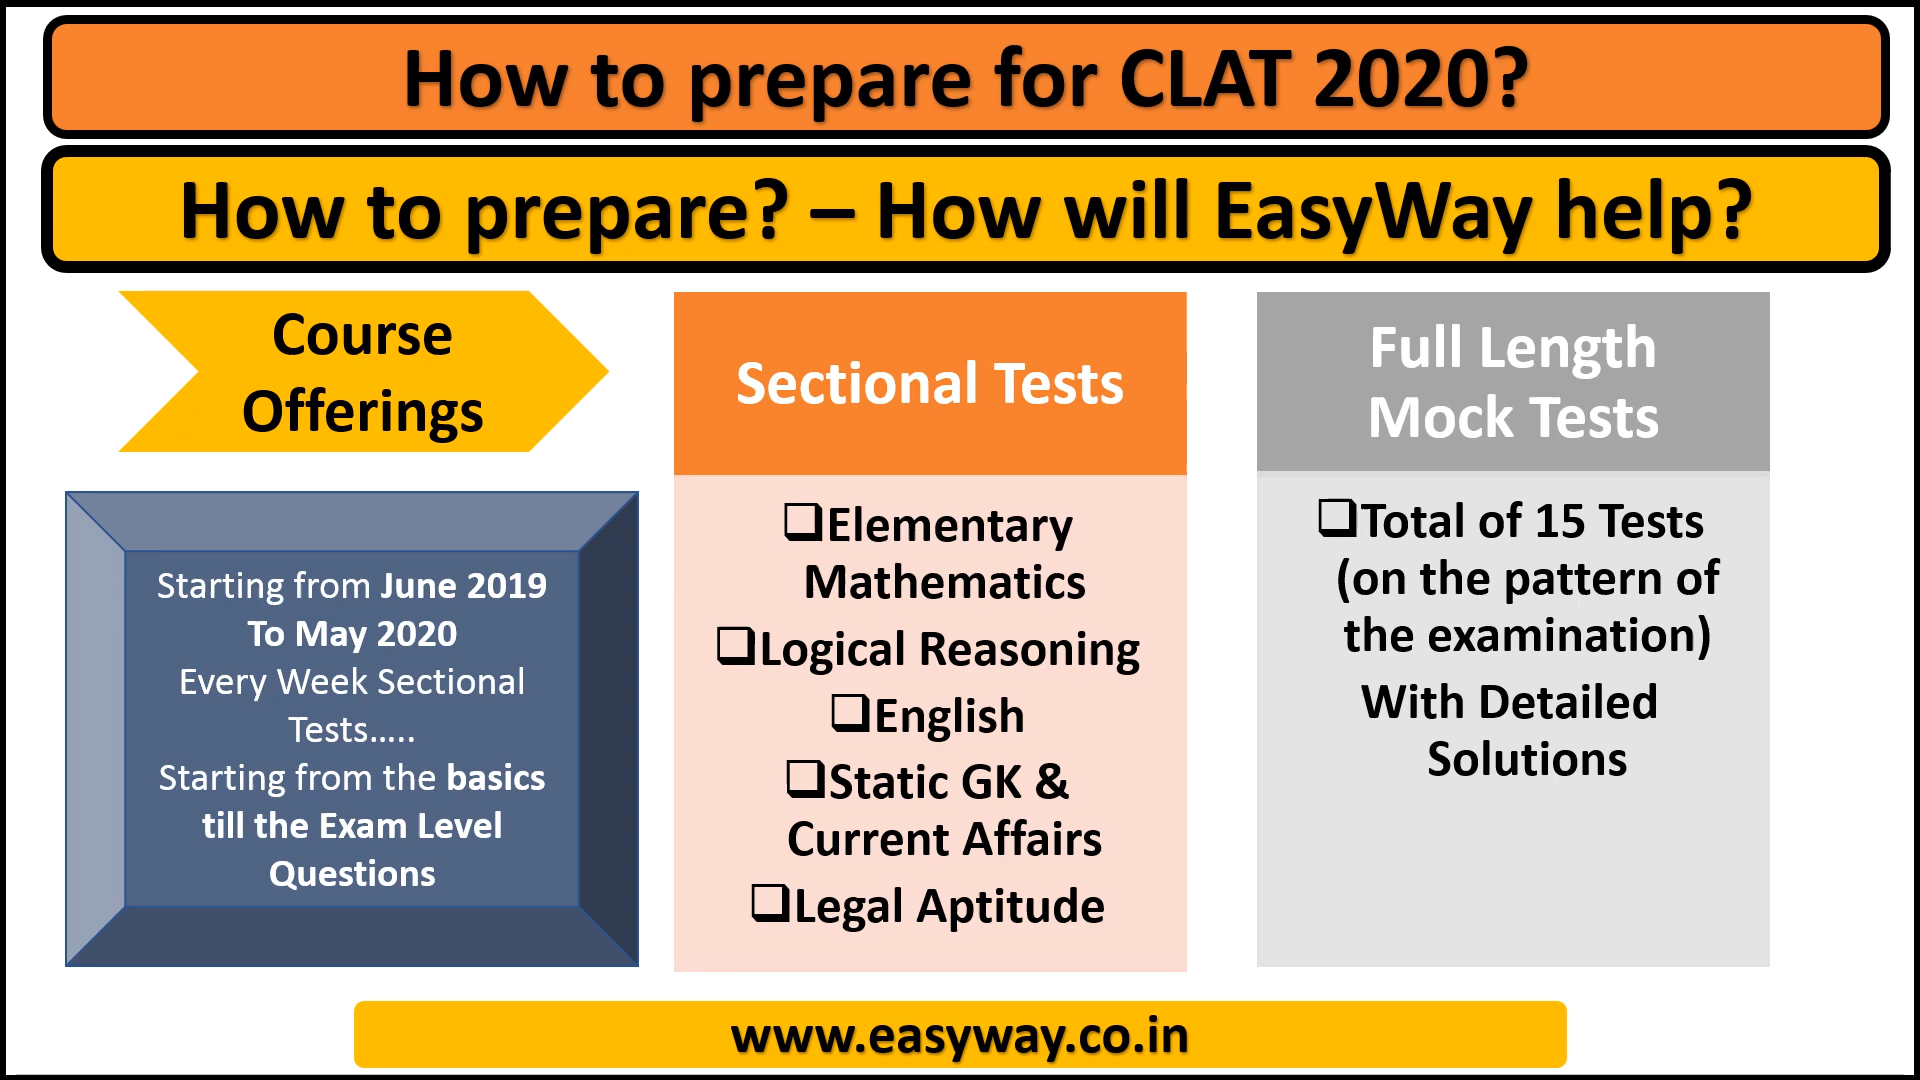 How to prepare for CLAT 2020?
How to prepare? – How will EasyWay help?
Course
Offerings
Starting from June 2019
To May 2020
Every Week Sectional
Tests.....
Starting from the basics
till the Exam Level
Questions
Sectional Tests
❑Elementary
Mathematics
❑Logical Reasoning
❑English
❑Static GK &
Current Affairs
❑Legal Aptitude
Full Length
Mock Tests
❑Total of 15 Tests
(on the pattern of
the examination)
With Detailed
Solutions
www.easyway.co.in